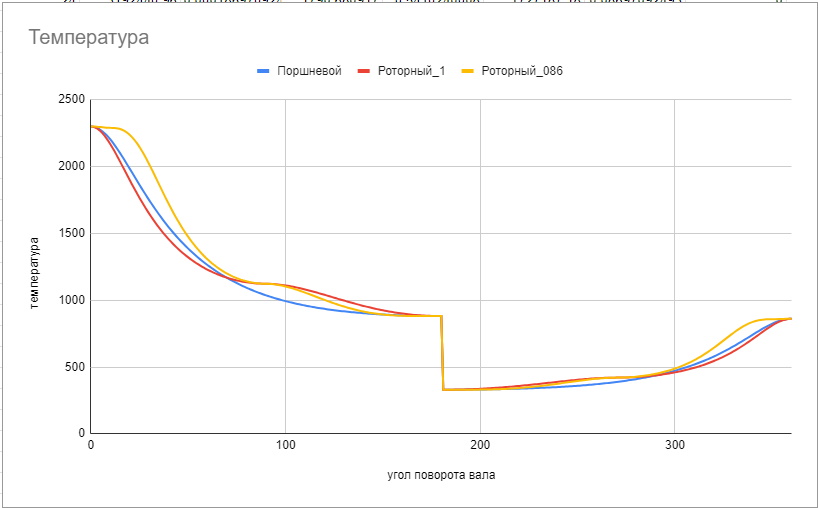 Температура
Поршневой Роторный_1 Роторный_086
2500
2000
1500
1000
500
0
температура
0 100 200 300
угол поворота вала